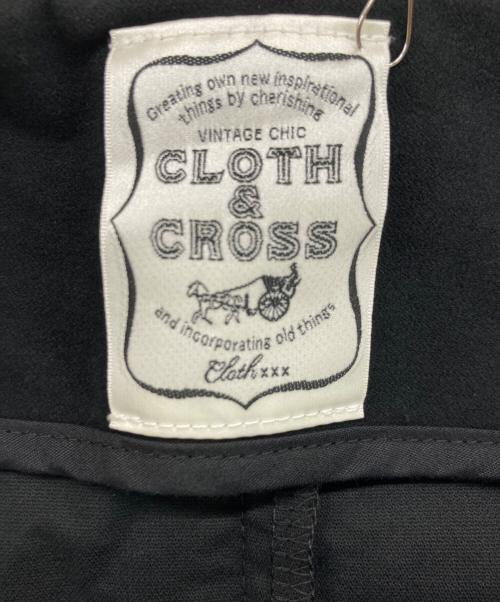 Creating own new inspirational
things by cherishing
VINTAGE CHIC
CLOTH
&
CROSS
and incorporating old things
Cloth xxx